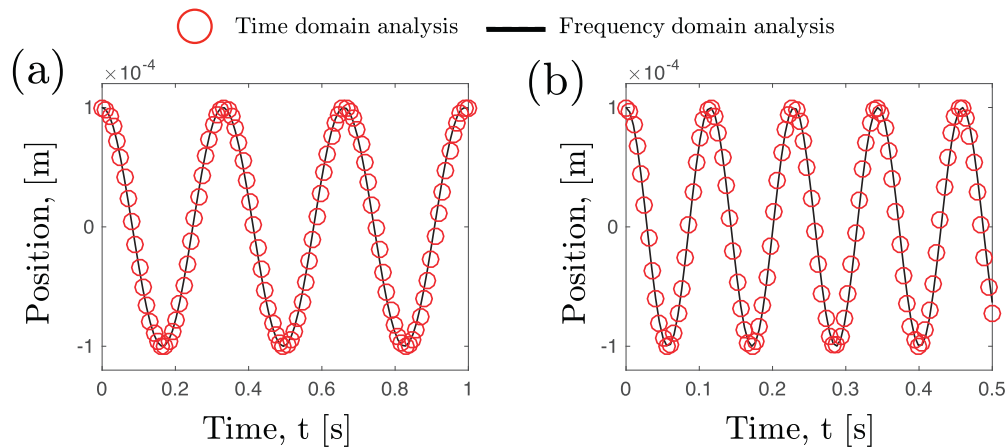 Time domain analysis Frequency domain analysis
(a) (b)
×10⁻⁴ ×10⁻⁴
1 1
0 0
-1 -1
Position, [m] Position, [m]
0 0.2 0.4 0.6 0.8 1 0 0.1 0.2 0.3 0.4 0.5
Time, t [s] Time, t [s]